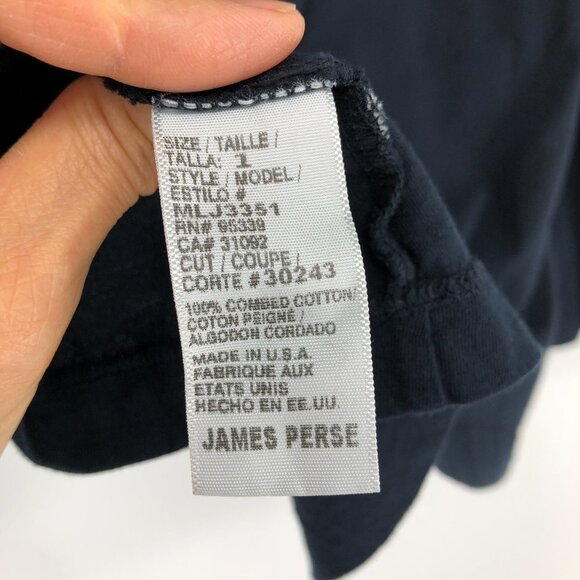 SIZE / TAILLE /
TALLA: 1
STYLE / MODEL /
ESTILO #
MLJ3351
RN# 95339
CA# 31092
CUT / COUPE /
CORTE #30243
100% COMBED COTTON/
COTON PEIGNÉ /
ALGODON CORDADO
MADE IN U.S.A.
FABRIQUE AUX
ETATS UNIS
HECHO EN EE.UU.
JAMES PERSE